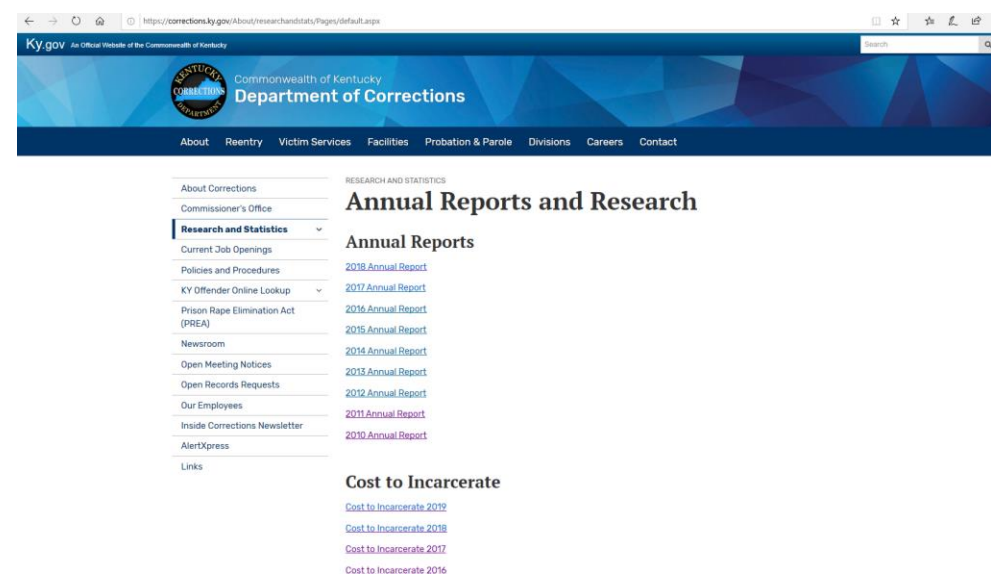 https://corrections.ky.gov/About/researchandstats/Pages/default.aspx
Ky.gov An Official Website of the Commonwealth of Kentucky
Search
KENTUCKY
CORRECTIONS
DEPARTMENT
Commonwealth of Kentucky
Department of Corrections
About Reentry Victim Services Facilities Probation & Parole Divisions Careers Contact
About Corrections
Commissioner's Office
Research and Statistics
Current Job Openings
Policies and Procedures
KY Offender Online Lookup
Prison Rape Elimination Act
(PREA)
Newsroom
Open Meeting Notices
Open Records Requests
Our Employees
Inside Corrections Newsletter
AlertXpress
Links
RESEARCH AND STATISTICS
Annual Reports and Research
Annual Reports
2018 Annual Report
2017 Annual Report
2016 Annual Report
2015 Annual Report
2014 Annual Report
2013 Annual Report
2012 Annual Report
2011 Annual Report
2010 Annual Report
Cost to Incarcerate
Cost to Incarcerate 2019
Cost to Incarcerate 2018
Cost to Incarcerate 2017
Cost to Incarcerate 2016